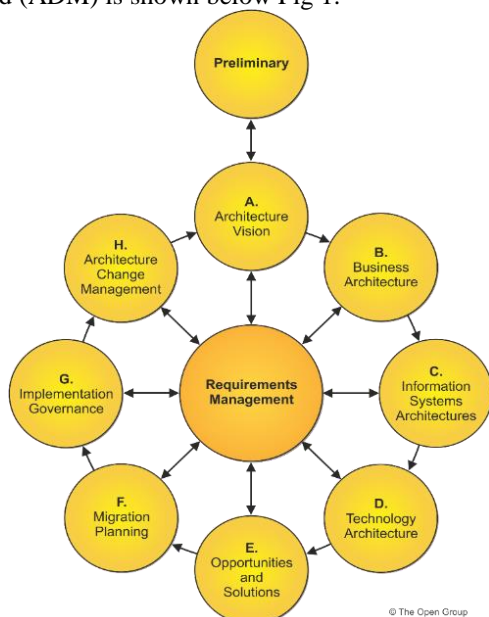 d (ADM) is shown below Fig 1.
Preliminary
A.
Architecture
Vision
B.
Business
Architecture
C.
Information
Systems
Architectures
D.
Technology
Architecture
E.
Opportunities
and
Solutions
F.
Migration
Planning
G.
Implementation
Governance
H.
Architecture
Change
Management
Requirements
Management
© The Open Group